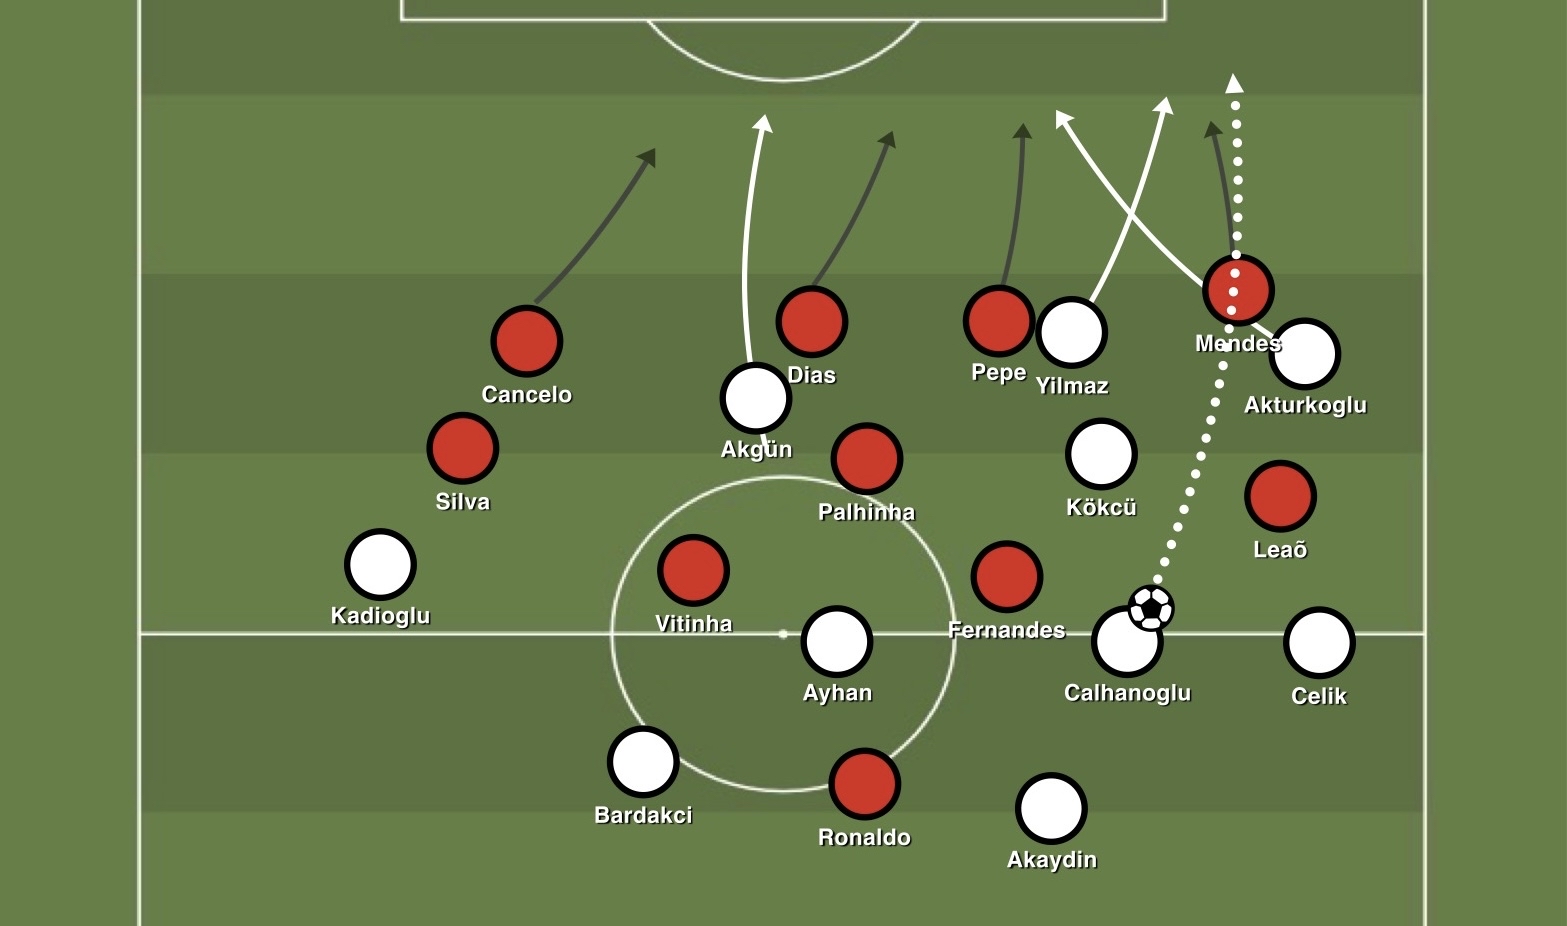 Mendes
Dias
Pepe
Yilmaz
Cancelo
Akturkoglu
Akgün
Silva
Palhinha
Kökcü
Leaõ
Kadioglu
Vitinha
Fernandes
Ayhan
Calhanoglu
Celik
Bardakci
Ronaldo
Akaydin